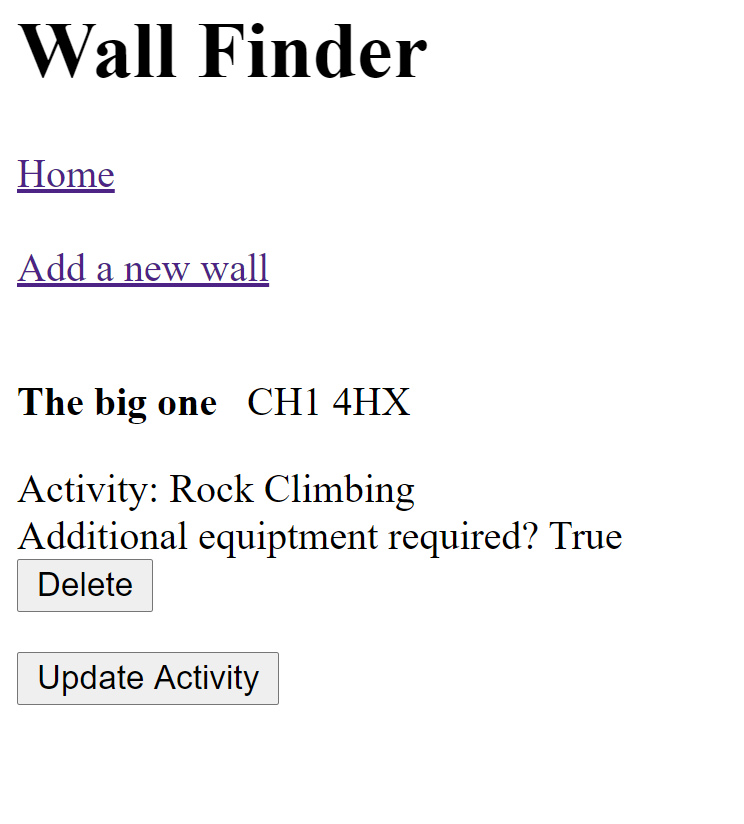 Wall Finder
Home
Add a new wall
The big one CH1 4HX
Activity: Rock Climbing
Additional equiptment required? True
Delete
Update Activity